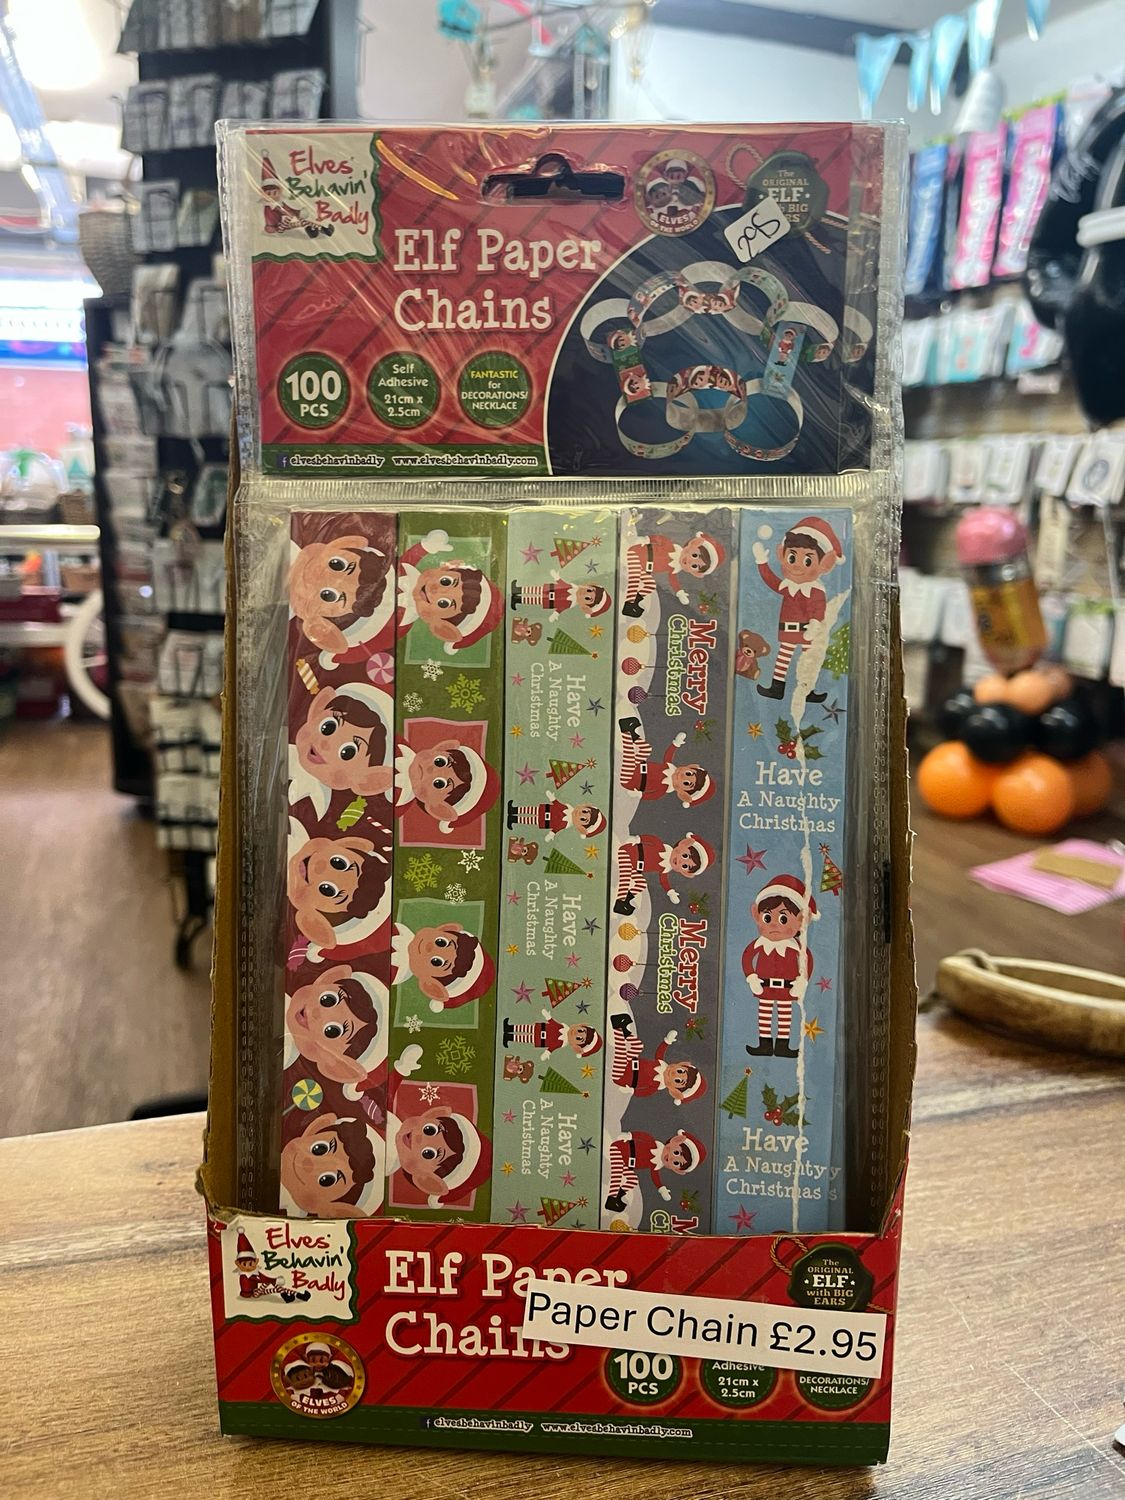 Elves
Behavin'
Badly
Elf Paper
Chains
ELVES
OF THE WORLD
The
ORIGINAL
ELF
BIG
100
PCS
Self
Adhesive
21cm x
2.5cm
FANTASTIC
for
DECORATIONS/
NECKLACE
f elvesbehavinbadly www.elvesbehavinbadly.com
Have
A Naughty
Christmas
Have
A Naughty
Christmas
Have
A Naughty
Christmas
Merry
Christmas
Merry
Christmas
M
Ch
Have
A Naughty
Christmas
Have
A Naughty
Christmas
Elves
Behavin'
Badly
Elf Paper
Chains
Paper Chain £2.95
The
ORIGINAL
ELF
with BIG
EARS
ELVES
OF THE WORLD
100
PCS
Adhesive
21cm x
2.5cm
DECORATIONS/
NECKLACE
f elvesbehavinbadly www.elvesbehavinbadly.com